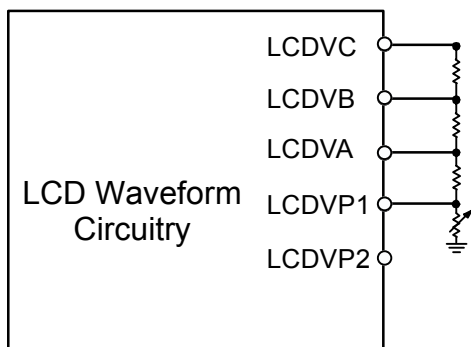 LCDVC
LCDVB
LCDVA
LCD Waveform
Circuitry
LCDVP1
LCDVP2